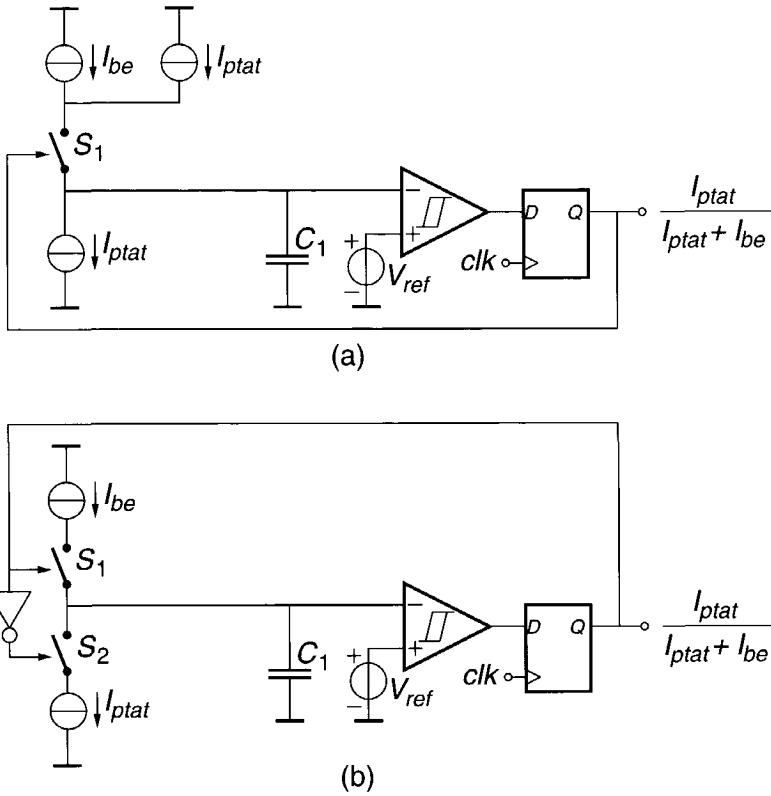 I_be
I_ptat
S_1
I_ptat
C_1
+
−
V_ref
−
+
D
Q
clk
I_ptat
I_ptat + I_be
(a)
I_be
S_1
S_2
I_ptat
C_1
+
−
V_ref
−
+
D
Q
clk
I_ptat
I_ptat + I_be
(b)